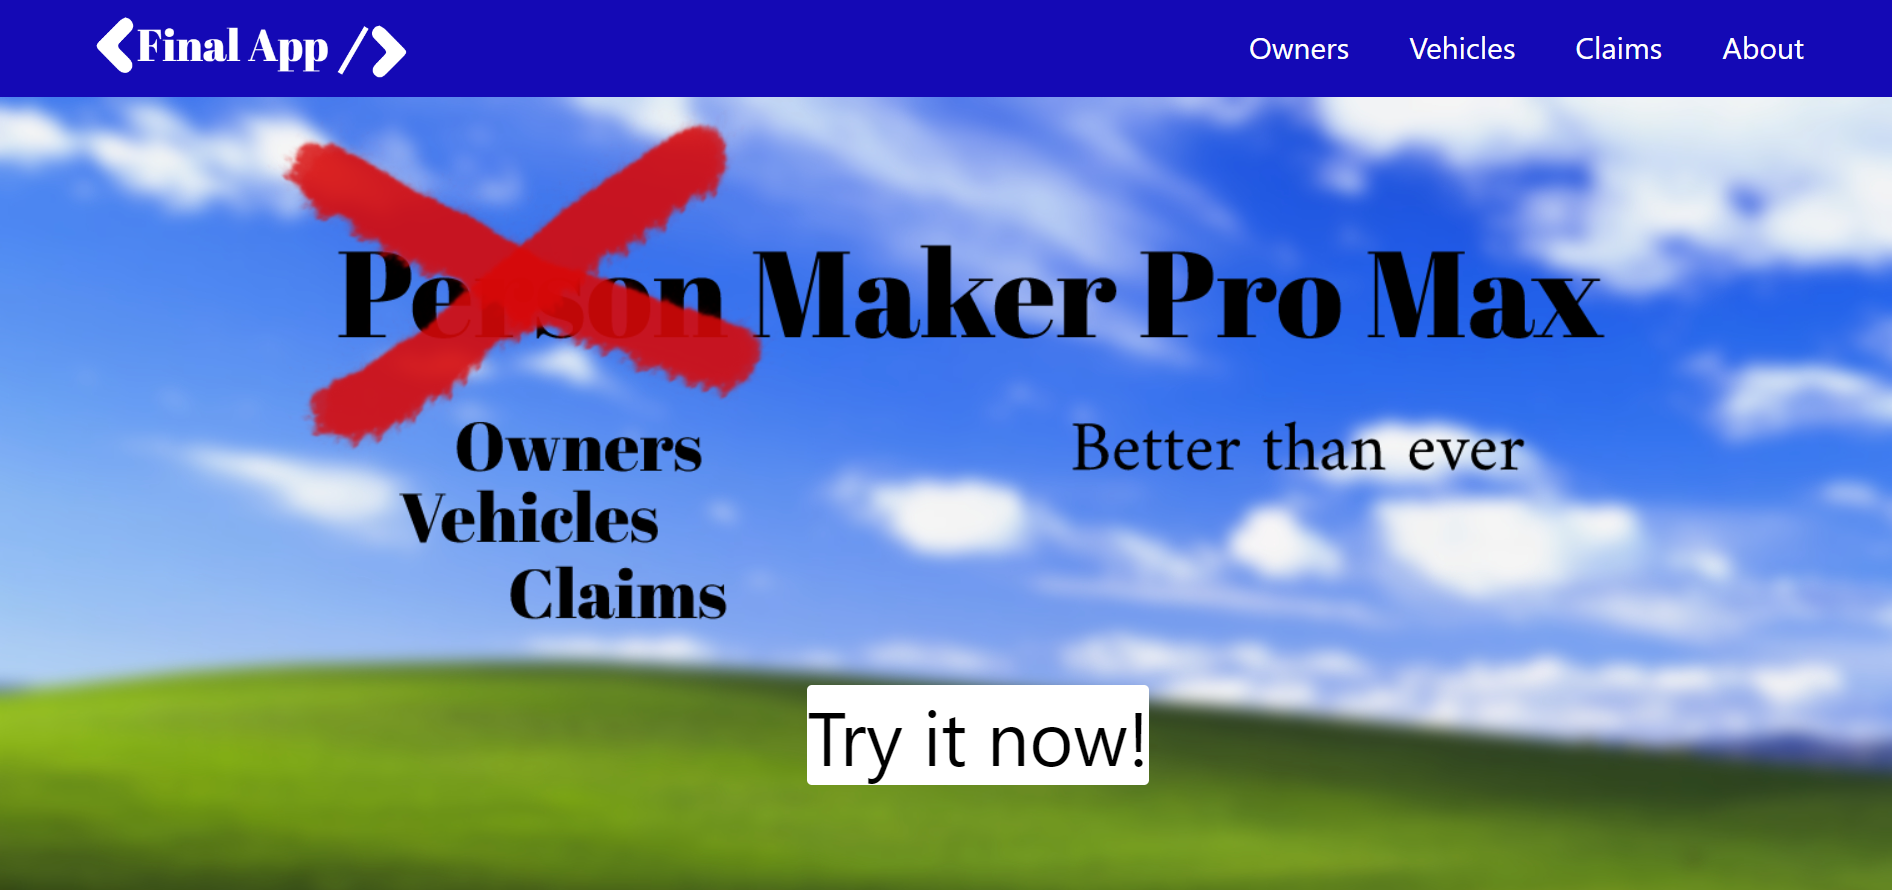 Final App />
Owners
Vehicles
Claims
About
Person Maker Pro Max
Owners
Better than ever
Vehicles
Claims
Try it now!